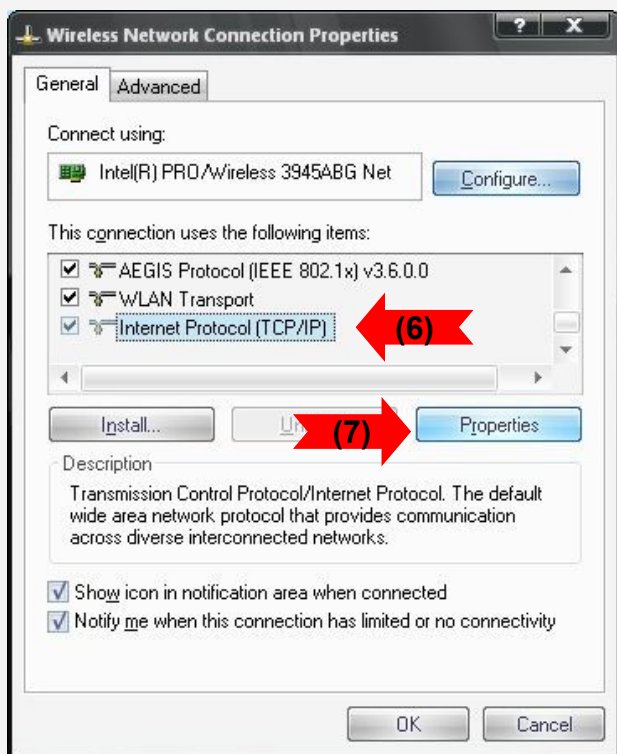 Wireless Network Connection Properties
? X
General Advanced
Connect using:
Intel(R) PRO/Wireless 3945ABG Net
Configure...
This connection uses the following items:
AEGIS Protocol (IEEE 802.1x) v3.6.0.0
WLAN Transport
Internet Protocol (TCP/IP) (6)
Install... Un (7) Properties
Description
Transmission Control Protocol/Internet Protocol. The default
wide area network protocol that provides communication
across diverse interconnected networks.
Show icon in notification area when connected
Notify me when this connection has limited or no connectivity
OK Cancel